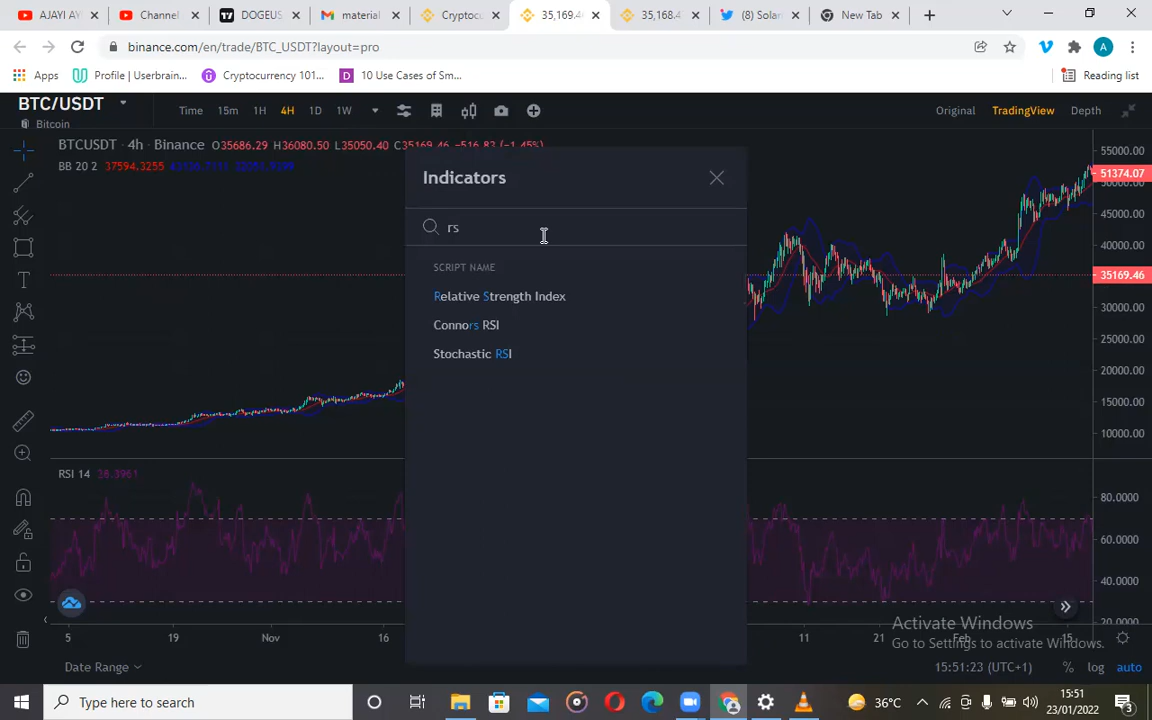 AJAYI AY
Channel
DOGEUS
material
Cryptocu
35,169.4
35,168.4
(8) Solar
New Tab
binance.com/en/trade/BTC_USDT?layout=pro
Apps
Profile | Userbrain...
Cryptocurrency 101...
10 Use Cases of Sm...
Reading list
BTC/USDT
Bitcoin
Time 15m 1H 4H 1D 1W
Original TradingView Depth
BTCUSDT · 4h · Binance O35686.29 H36080.50 L35050.40 C35169.46 −516.83 (−1.45%)
BB 20 2 37594.3255
Indicators
rs
SCRIPT NAME
Relative Strength Index
Connors RSI
Stochastic RSI
55000.00
51374.07
50000.00
45000.00
40000.00
35169.46
30000.00
25000.00
20000.00
15000.00
10000.00
RSI 14 38.3961
80.0000
60.0000
40.0000
20.0000
5 19 Nov 16 11 21 Feb 15
Activate Windows
Go to Settings to activate Windows.
Date Range
15:51:23 (UTC+1) % log auto
Type here to search
36°C
15:51
23/01/2022
3